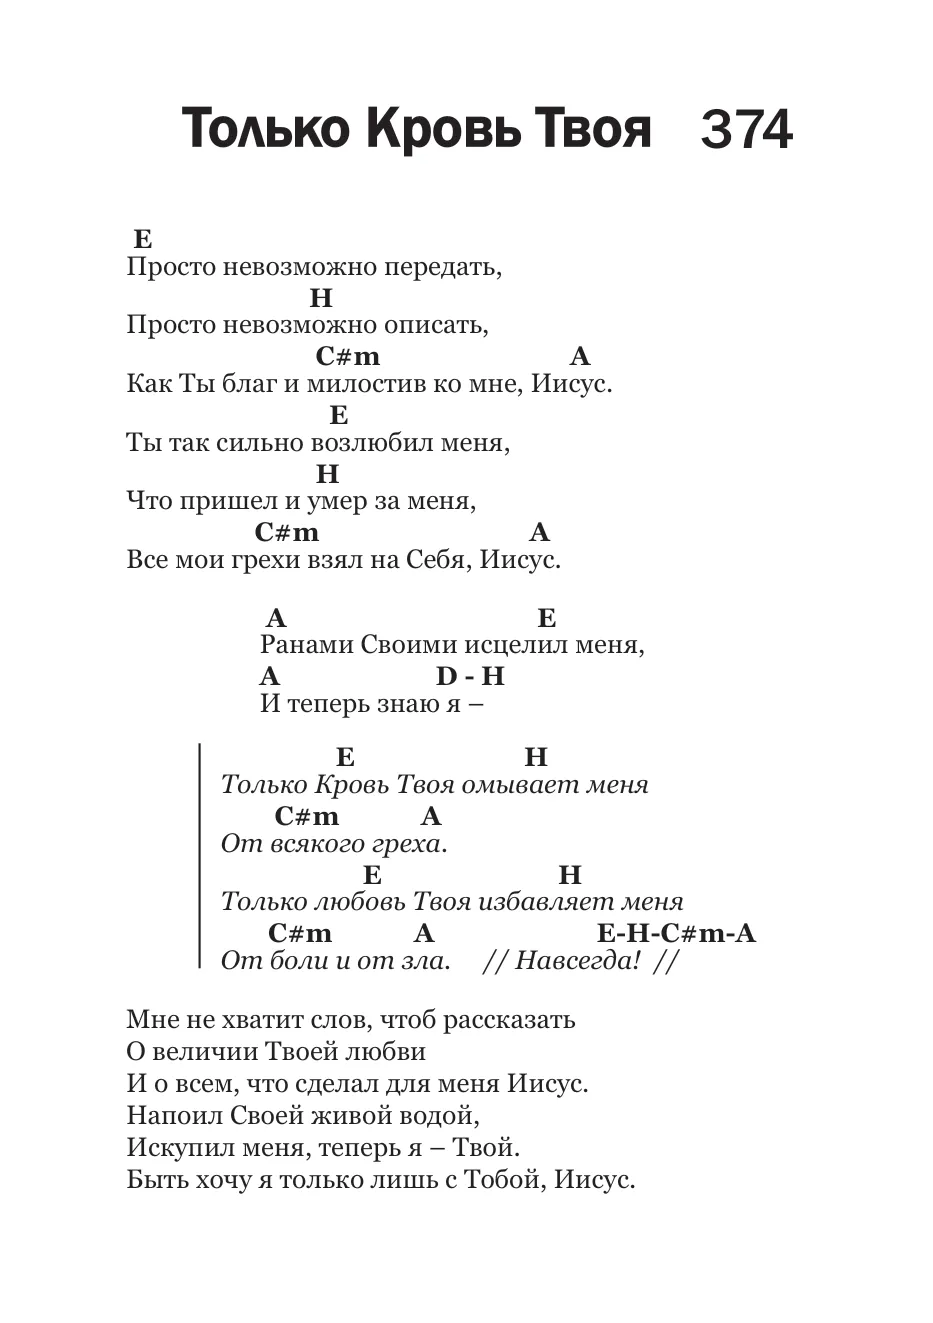 Только Кровь Твоя 374
E
Просто невозможно передать,
H
Просто невозможно описать,
C#m A
Как Ты благ и милостив ко мне, Иисус.
E
Ты так сильно возлюбил меня,
H
Что пришел и умер за меня,
C#m A
Все мои грехи взял на Себя, Иисус.
A E
Ранами Своими исцелил меня,
A D - H
И теперь знаю я –
E H
Только Кровь Твоя омывает меня
C#m A
От всякого греха.
E H
Только любовь Твоя избавляет меня
C#m A E-H-C#m-A
От боли и от зла. // Навсегда! //
Мне не хватит слов, чтоб рассказать
О величии Твоей любви
И о всем, что сделал для меня Иисус.
Напоил Своей живой водой,
Искупил меня, теперь я – Твой.
Быть хочу я только лишь с Тобой, Иисус.